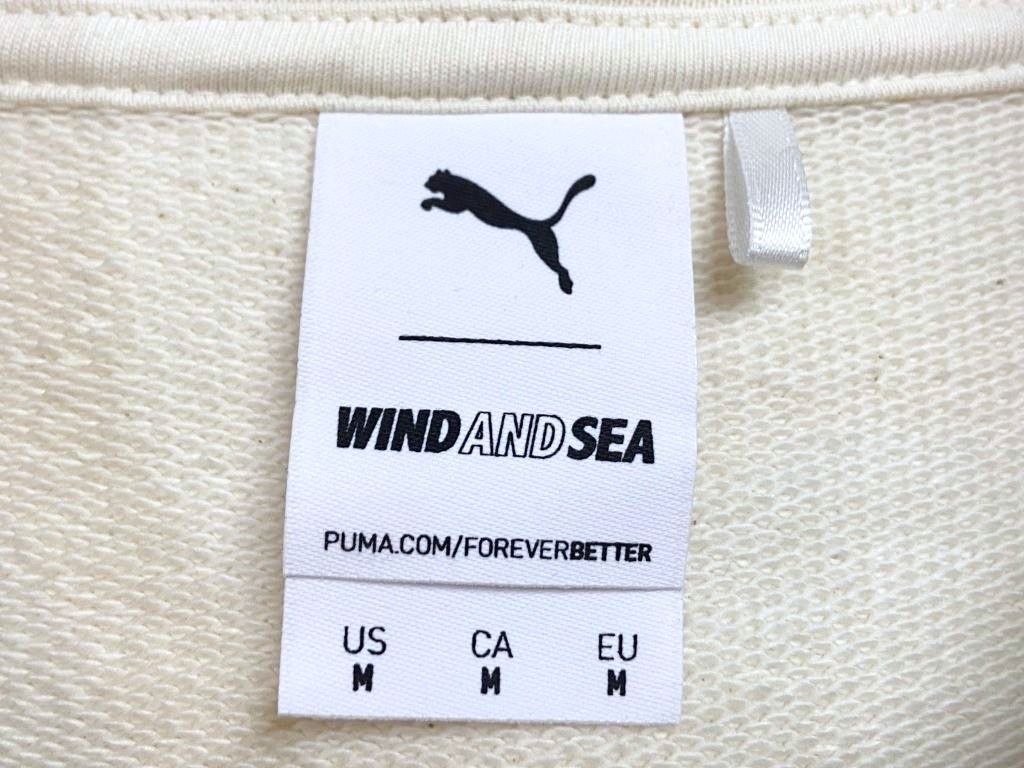 WINDANDSEA
PUMA.COM/FOREVERBETTER
US CA EU
M M M